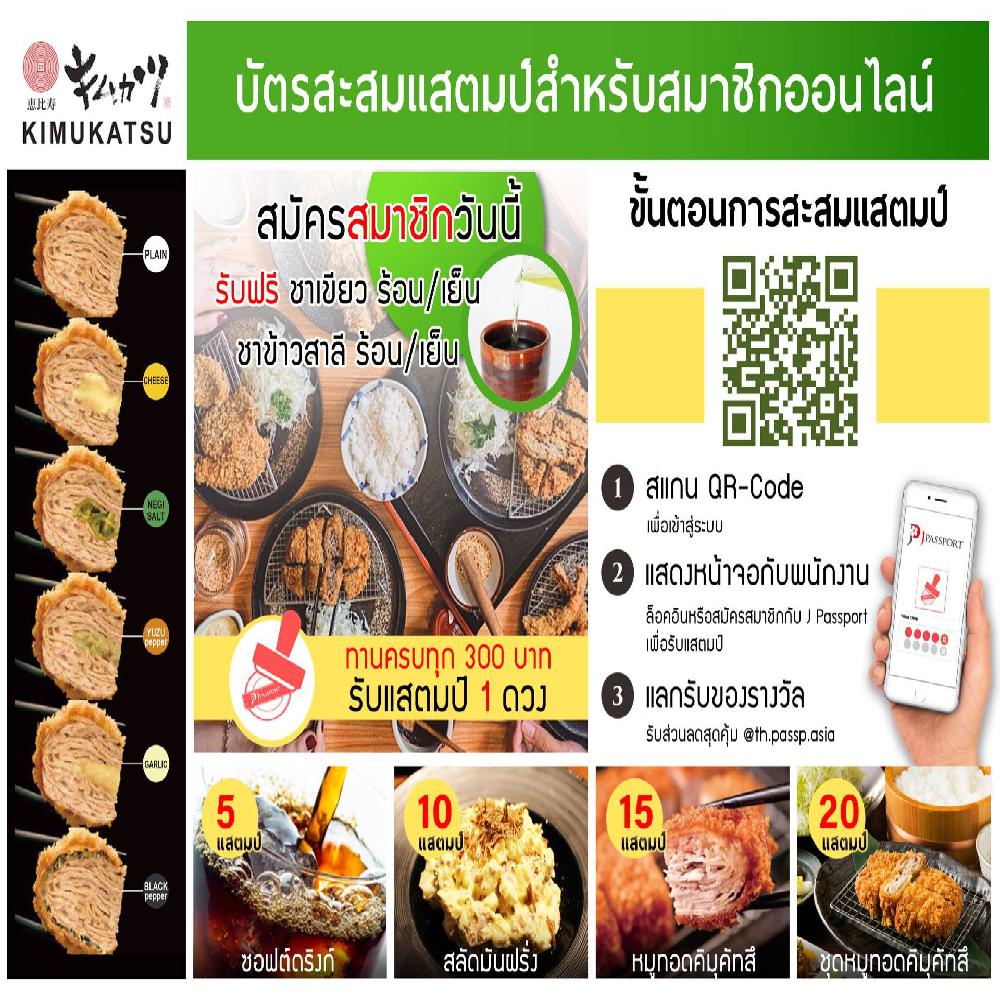 恵比寿
キムカツ
KIMUKATSU
บัตรสะสมแสตมป์สำหรับสมาชิกออนไลน์
PLAIN
CHEESE
NEGI
SALT
YUZU
pepper
GARLIC
BLACK
pepper
สมัครสมาชิกวันนี้
รับฟรี ชาเขียว ร้อน/เย็น
ชาข้าวสาลี ร้อน/เย็น
ทานครบทุก 300 บาท
รับแสตมป์ 1 ดวง
J PASSPORT
ขั้นตอนการสะสมแสตมป์
1 สแกน QR-Code
เพื่อเข้าสู่ระบบ
2 แสดงหน้าจอกับพนักงาน
ล็อคอินหรือสมัครสมาชิกกับ J Passport
เพื่อรับแสตมป์
3 แลกรับของรางวัล
รับส่วนลดสุดคุ้ม @th.passp.asia
J PASSPORT
5
แสตมป์
ซอฟต์ดริงก์
10
แสตมป์
สลัดมันฝรั่ง
15
แสตมป์
หมูทอดคิมุคัทสึ
20
แสตมป์
ชุดหมูทอดคิมุคัทสึ